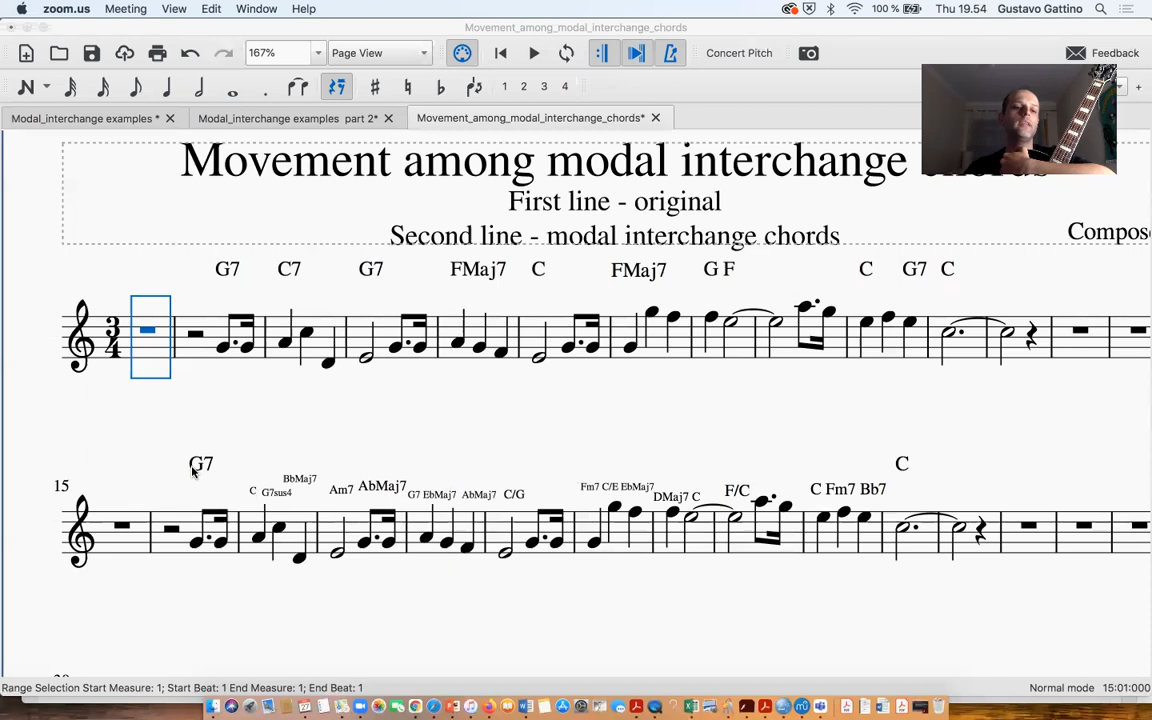 zoom.us Meeting View Edit Window Help 100 % Thu 19.54 Gustavo Gattino
Movement_among_modal_interchange_chords
167% Page View Concert Pitch Feedback
1 2 3 4 +
Modal_interchange examples * Modal_interchange examples part 2* Movement_among_modal_interchange_chords*
Movement among modal interchange
First line - original
Second line - modal interchange chords
Compos
G7 C7 G7 FMaj7 C FMaj7 G F C G7 C
3
4
G7 C
15 C G7sus4 BbMaj7 Am7 AbMaj7 G7 EbMaj7 AbMaj7 C/G Fm7 C/E EbMaj7 DMaj7 C F/C C Fm7 Bb7
Range Selection Start Measure: 1; Start Beat: 1 End Measure: 1; End Beat: 1 Normal mode 15:01:000